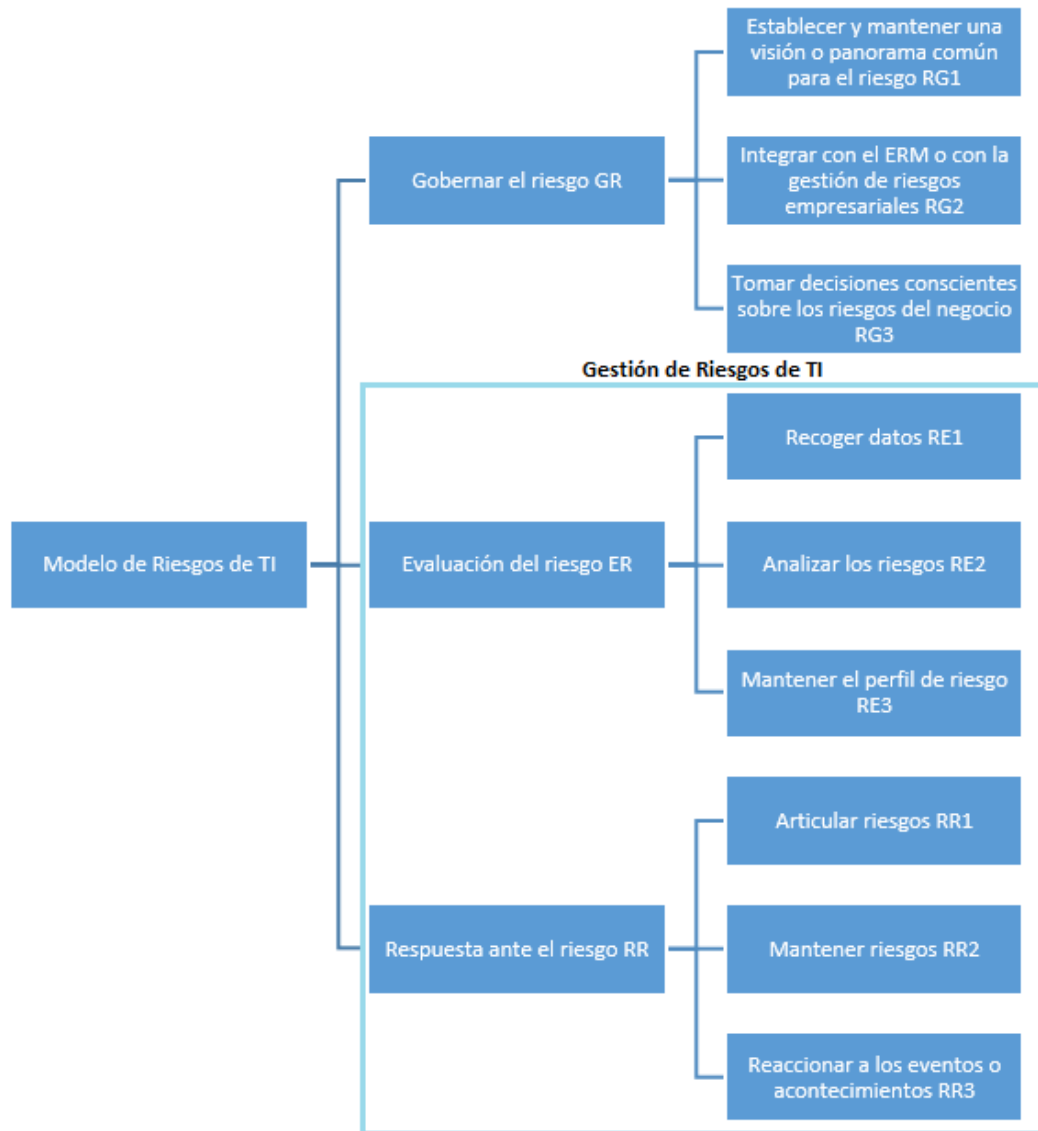 Establecer y mantener una
visión o panorama común
para el riesgo RG1
Gobernar el riesgo GR
Integrar con el ERM o con la
gestión de riesgos
empresariales RG2
Tomar decisiones conscientes
sobre los riesgos del negocio
RG3
Gestión de Riesgos de TI
Recoger datos RE1
Modelo de Riesgos de TI
Evaluación del riesgo ER
Analizar los riesgos RE2
Mantener el perfil de riesgo
RE3
Articular riesgos RR1
Respuesta ante el riesgo RR
Mantener riesgos RR2
Reaccionar a los eventos o
acontecimientos RR3